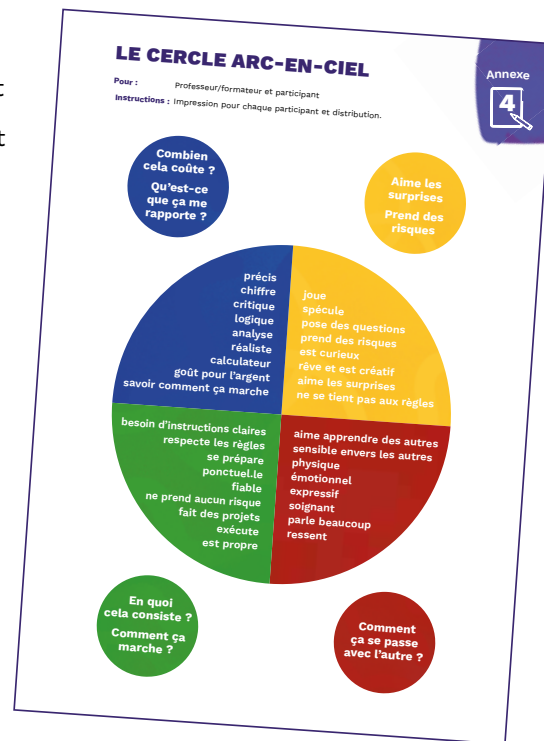 t
t
LE CERCLE ARC-EN-CIEL
Pour : Professeur/formateur et participant
Instructions : Impression pour chaque participant et distribution.
Annexe
4
Combien
cela coûte ?
Qu'est-ce
que ça me
rapporte ?
Aime les
surprises
Prend des
risques
précis
chiffre
critique
logique
analyse
réaliste
calculateur
goût pour l'argent
savoir comment ça marche
joue
spécule
pose des questions
prend des risques
est curieux
rêve et est créatif
aime les surprises
ne se tient pas aux règles
besoin d'instructions claires
respecte les règles
se prépare
ponctuel.le
fiable
ne prend aucun risque
fait des projets
exécute
est propre
aime apprendre des autres
sensible envers les autres
physique
émotionnel
expressif
soignant
parle beaucoup
ressent
En quoi
cela consiste ?
Comment ça
marche ?
Comment
ça se passe
avec l'autre ?